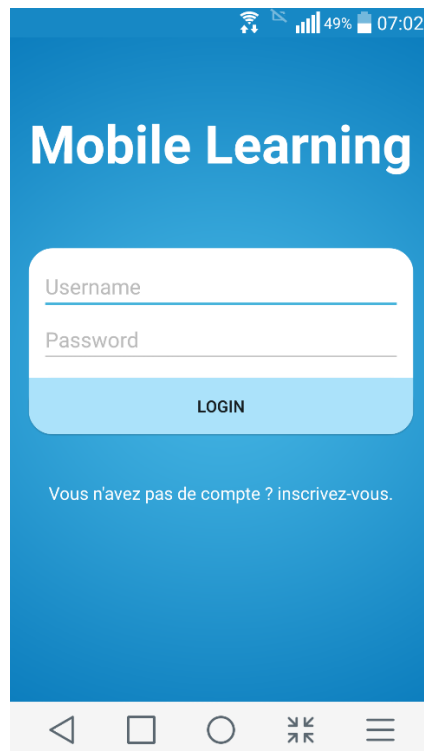 49% 07:02
Mobile Learning
Username
Password
LOGIN
Vous n'avez pas de compte ? inscrivez-vous.